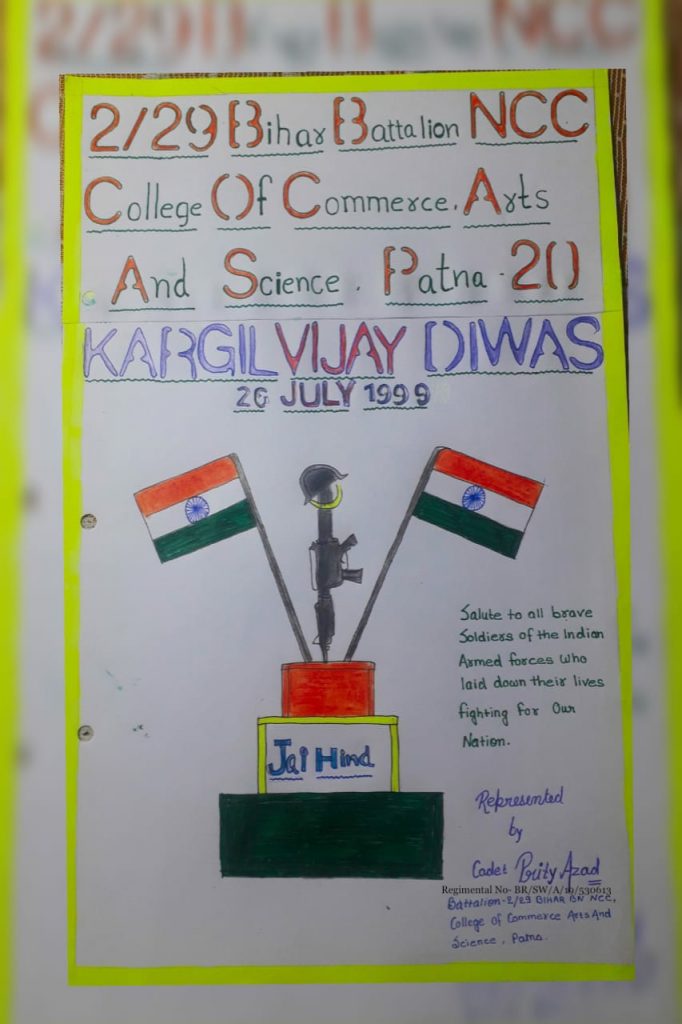 2/29 Bihar Battalion NCC
College Of Commerce, Arts
And Science, Patna - 20
KARGIL VIJAY DIWAS
26 JULY 1999
Jai Hind
Salute to all brave
Soldiers of the Indian
Armed forces who
laid down their lives
fighting for Our
Nation.
Represented
by
Cadet Prity Azad
Regimental No- BR/SW/A/19/530613
Battalion-2/29 BIHAR BN NCC,
College Of Commerce Arts And
Science, Patna.